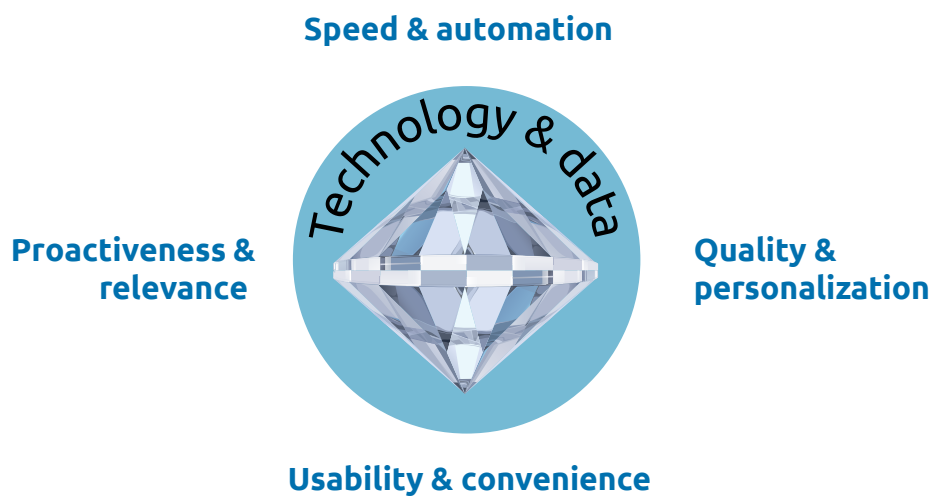 Speed & automation
Technology & data
Proactiveness &
relevance
Quality &
personalization
Usability & convenience